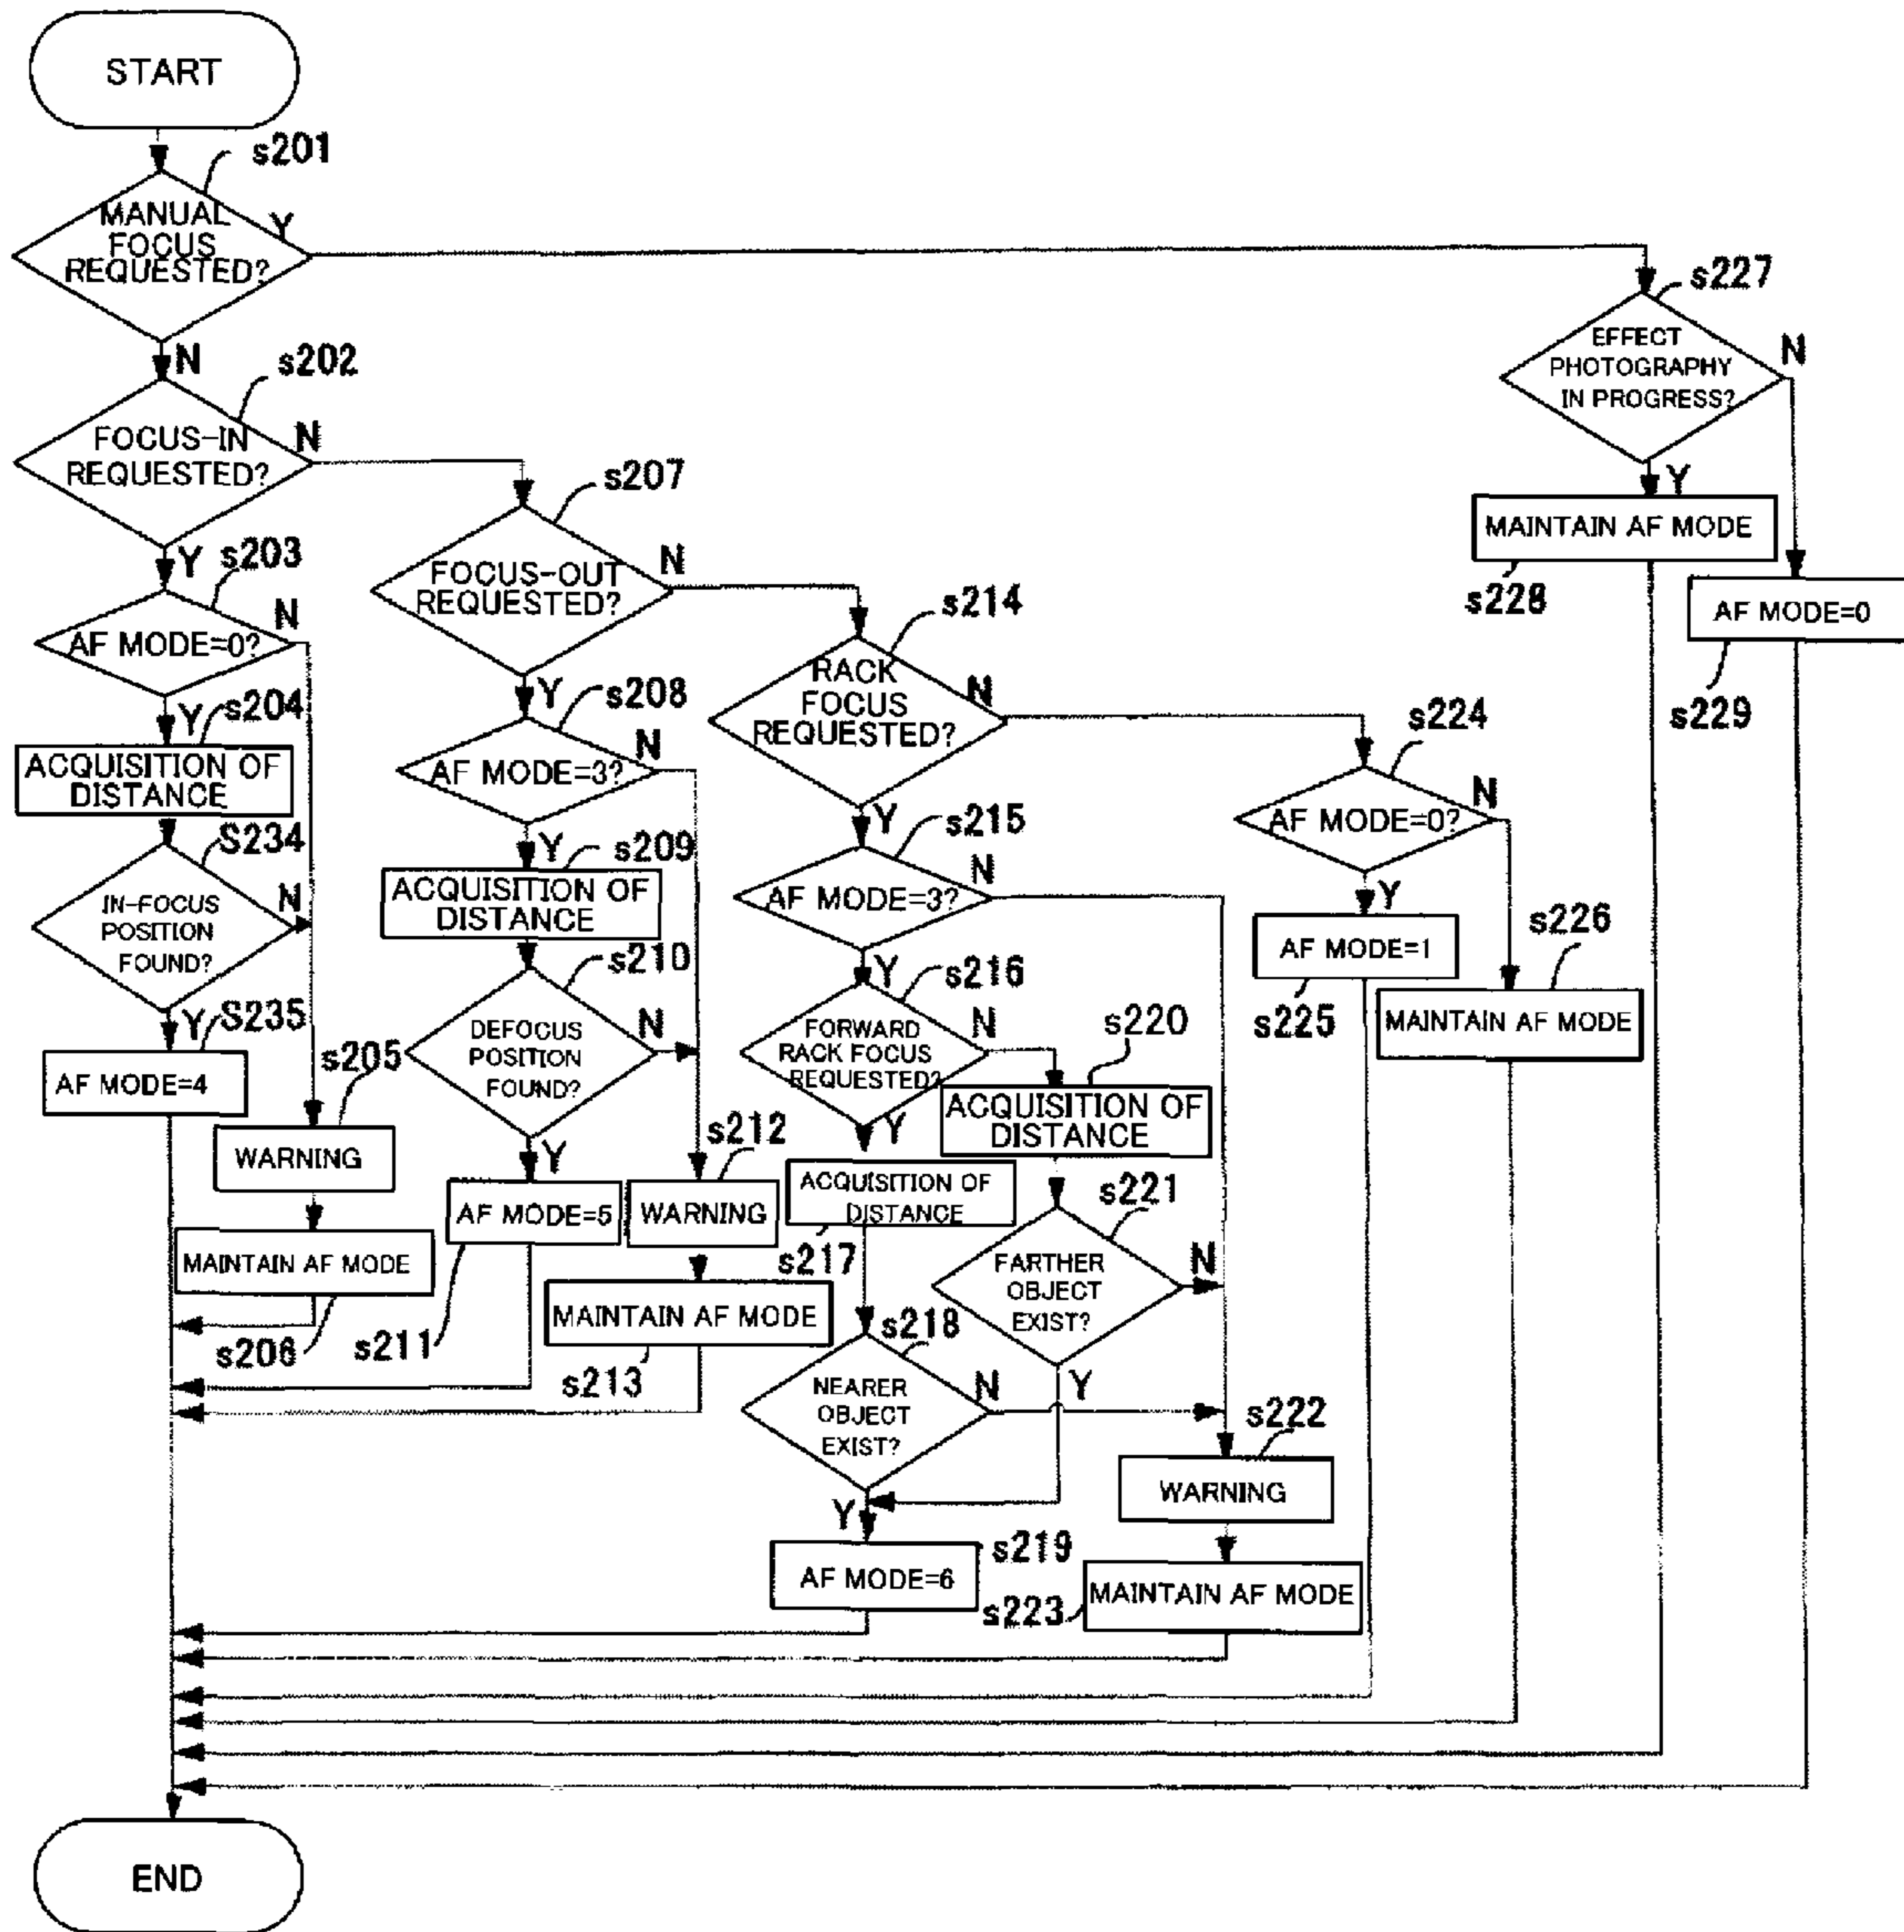 START
s201
MANUAL
FOCUS
REQUESTED?
Y
N
s202
FOCUS-IN
REQUESTED?
N
Y
s203
AF MODE=0?
N
Y
s204
ACQUISITION OF
DISTANCE
S234
IN-FOCUS
POSITION
FOUND?
N
Y
S235
AF MODE=4
s205
WARNING
MAINTAIN AF MODE
s206
s207
FOCUS-OUT
REQUESTED?
N
Y
s208
AF MODE=3?
N
Y
s209
ACQUISITION OF
DISTANCE
s210
DEFOCUS
POSITION
FOUND?
N
Y
AF MODE=5
s211
s212
WARNING
MAINTAIN AF MODE
s213
s214
RACK
FOCUS
REQUESTED?
N
Y
s215
AF MODE=3?
N
Y
s216
FORWARD
RACK FOCUS
REQUESTED?
N
Y
ACQUISITION OF
DISTANCE
s217
s218
NEARER
OBJECT
EXIST?
N
Y
s219
AF MODE=6
s220
ACQUISITION OF
DISTANCE
s221
FARTHER
OBJECT
EXIST?
N
Y
s222
WARNING
MAINTAIN AF MODE
s223
s224
AF MODE=0?
N
Y
AF MODE=1
s225
s226
MAINTAIN AF MODE
s227
EFFECT
PHOTOGRAPHY
IN PROGRESS?
N
Y
MAINTAIN AF MODE
s228
AF MODE=0
s229
END